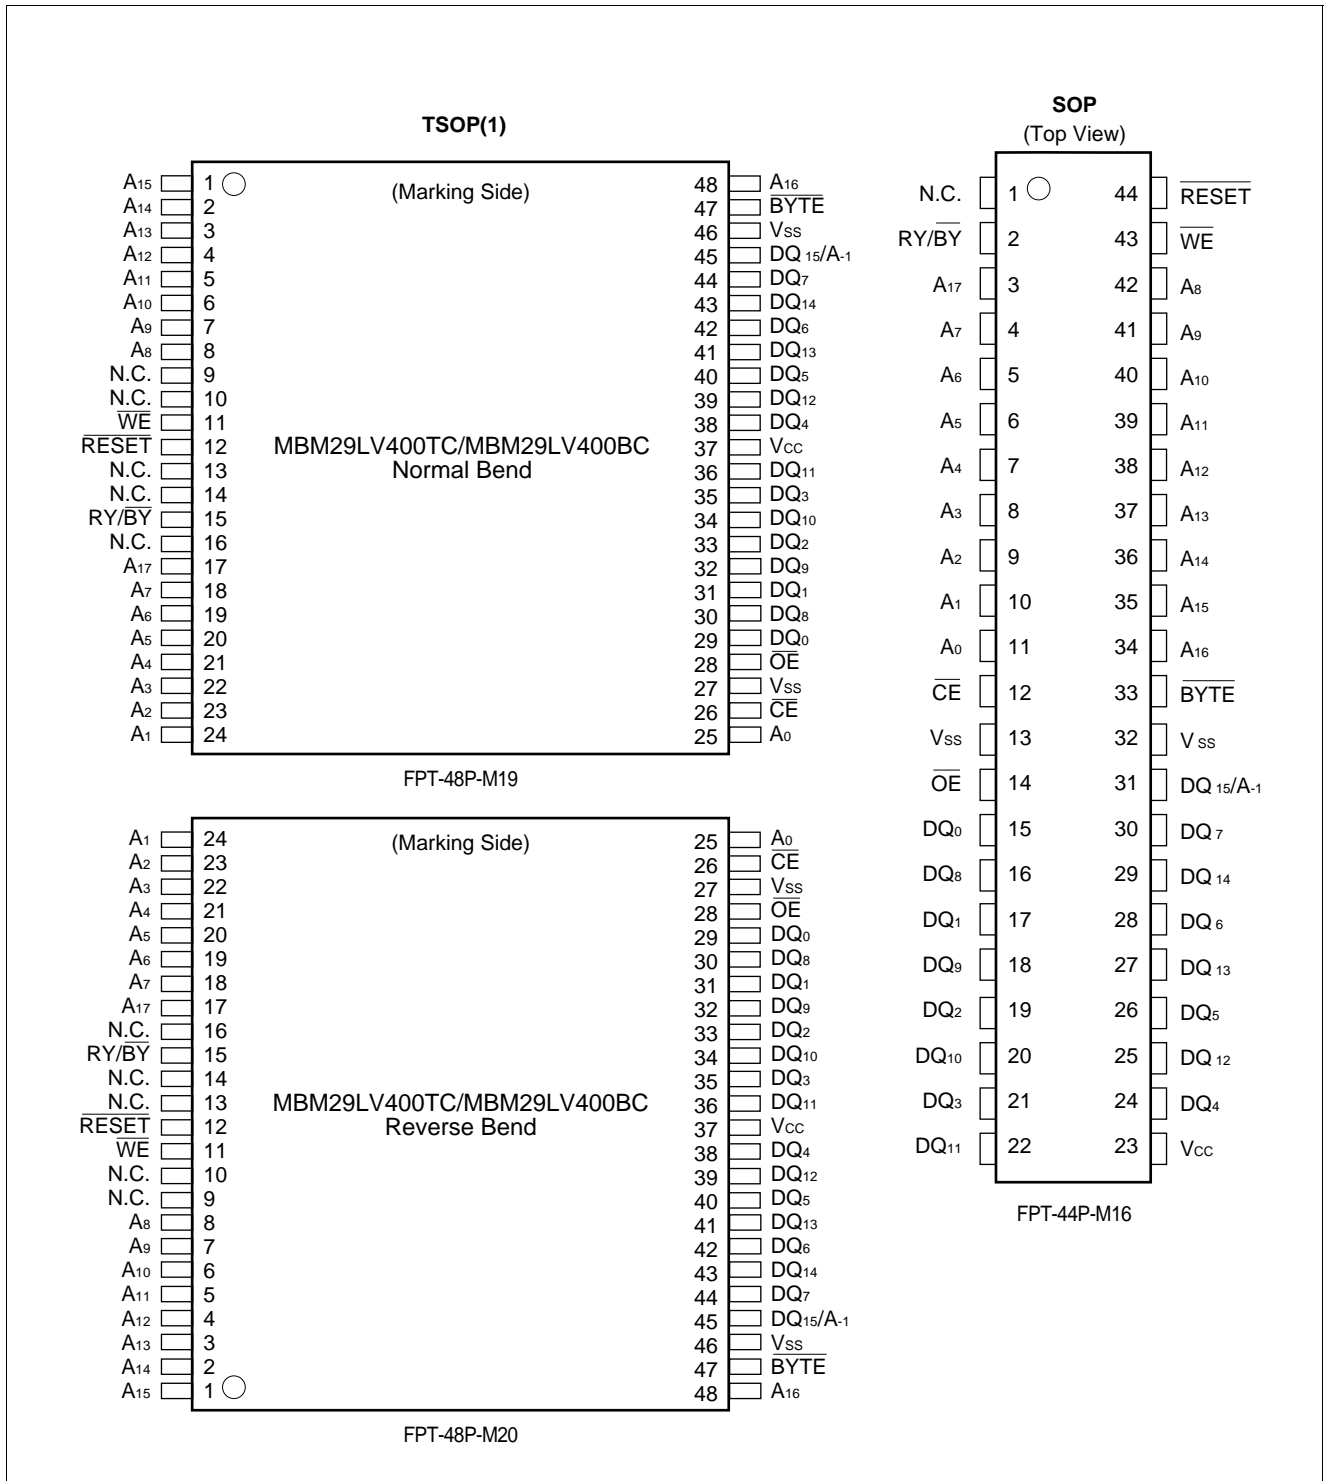 TSOP(1)
(Marking Side)
A15 1 48 A16
A14 2 47 BYTE
A13 3 46 VSS
A12 4 45 DQ 15/A-1
A11 5 44 DQ7
A10 6 43 DQ14
A9 7 42 DQ6
A8 8 41 DQ13
N.C. 9 40 DQ5
N.C. 10 39 DQ12
WE 11 38 DQ4
RESET 12 37 VCC
N.C. 13 36 DQ11
N.C. 14 35 DQ3
RY/BY 15 34 DQ10
N.C. 16 33 DQ2
A17 17 32 DQ9
A7 18 31 DQ1
A6 19 30 DQ8
A5 20 29 DQ0
A4 21 28 OE
A3 22 27 VSS
A2 23 26 CE
A1 24 25 A0
MBM29LV400TC/MBM29LV400BC
Normal Bend
FPT-48P-M19
(Marking Side)
A1 24 25 A0
A2 23 26 CE
A3 22 27 VSS
A4 21 28 OE
A5 20 29 DQ0
A6 19 30 DQ8
A7 18 31 DQ1
A17 17 32 DQ9
N.C. 16 33 DQ2
RY/BY 15 34 DQ10
N.C. 14 35 DQ3
N.C. 13 36 DQ11
RESET 12 37 VCC
WE 11 38 DQ4
N.C. 10 39 DQ12
N.C. 9 40 DQ5
A8 8 41 DQ13
A9 7 42 DQ6
A10 6 43 DQ14
A11 5 44 DQ7
A12 4 45 DQ15/A-1
A13 3 46 VSS
A14 2 47 BYTE
A15 1 48 A16
MBM29LV400TC/MBM29LV400BC
Reverse Bend
FPT-48P-M20
SOP
(Top View)
N.C. 1 44 RESET
RY/BY 2 43 WE
A17 3 42 A8
A7 4 41 A9
A6 5 40 A10
A5 6 39 A11
A4 7 38 A12
A3 8 37 A13
A2 9 36 A14
A1 10 35 A15
A0 11 34 A16
CE 12 33 BYTE
VSS 13 32 V SS
OE 14 31 DQ 15/A-1
DQ0 15 30 DQ 7
DQ8 16 29 DQ 14
DQ1 17 28 DQ 6
DQ9 18 27 DQ 13
DQ2 19 26 DQ5
DQ10 20 25 DQ 12
DQ3 21 24 DQ4
DQ11 22 23 VCC
FPT-44P-M16